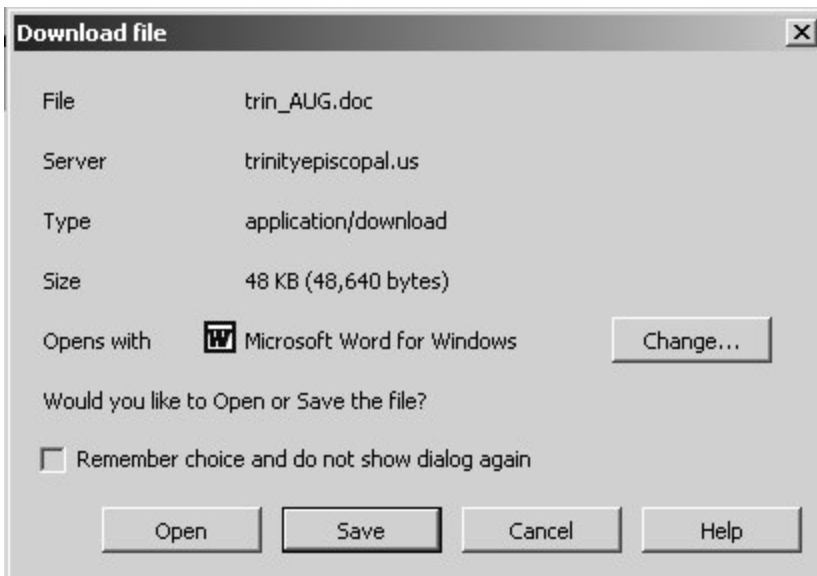 Download file
File trin_AUG.doc
Server trinityepiscopal.us
Type application/download
Size 48 KB (48,640 bytes)
Opens with W Microsoft Word for Windows Change...
Would you like to Open or Save the file?
Remember choice and do not show dialog again
Open Save Cancel Help